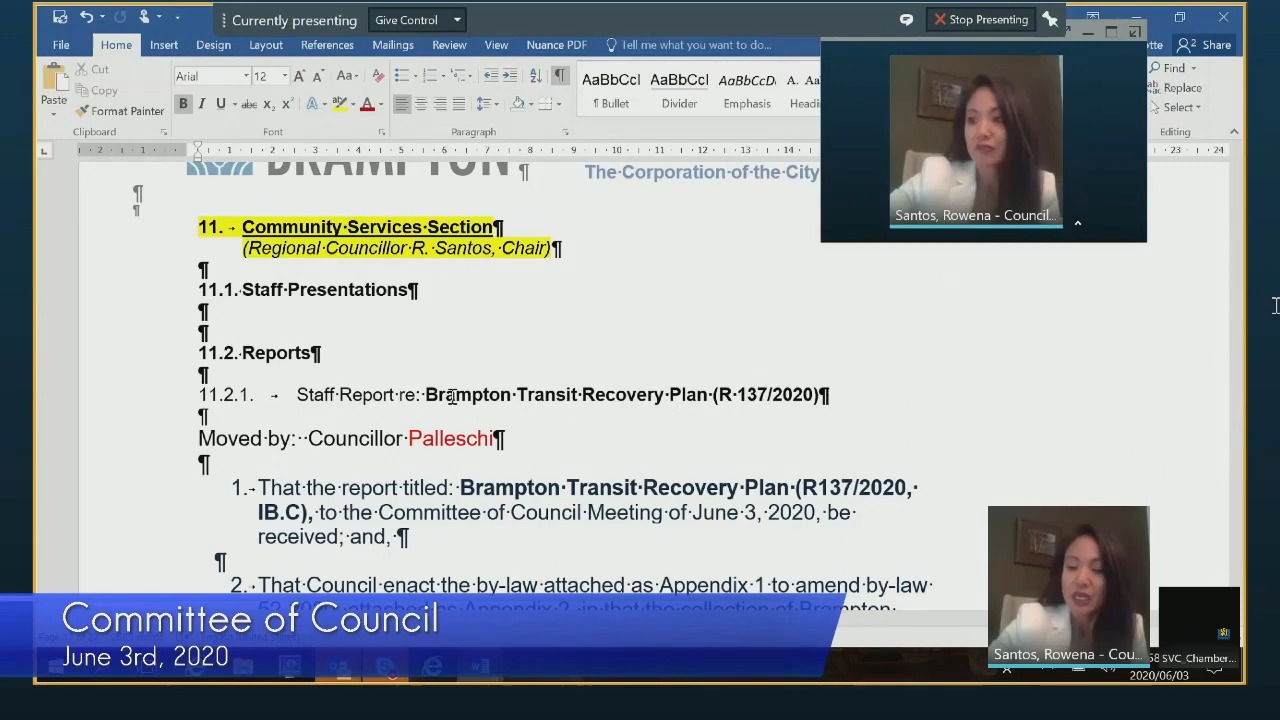 Currently presenting
Give Control
Stop Presenting
File Home Insert Design Layout References Mailings Review View Nuance PDF Tell me what you want to do...
Share
Cut
Copy
Paste
Format Painter
Arial
12
Clipboard
Font
AaBbCcI AaBbCcI AaBbCcD
¶ Bullet Divider Emphasis
Paragraph
Find
Replace
Select
Editing
BRAMPTON¶
The·Corporation·of·the·City
11. → Community·Services·Section¶
(Regional·Councillor·R.·Santos,·Chair)¶
¶
11.1.·Staff·Presentations¶
¶
¶
11.2.·Reports¶
¶
11.2.1. → Staff·Report·re:·Brampton·Transit·Recovery·Plan·(R·137/2020)¶
¶
Moved·by:··Councillor·Palleschi¶
¶
1.→That·the·report·titled:·Brampton·Transit·Recovery·Plan·(R137/2020,·
IB.C),·to·the·Committee·of·Council·Meeting·of·June·3,·2020,·be·
received;·and,·¶
¶
2.→That·Council·enact·the·by-law·attached·as·Appendix·1·to·amend·by-law·
Santos, Rowena - Council...
Santos, Rowena - Cou...
SVC_Chamber...
2020/06/03
Committee of Council
June 3rd, 2020